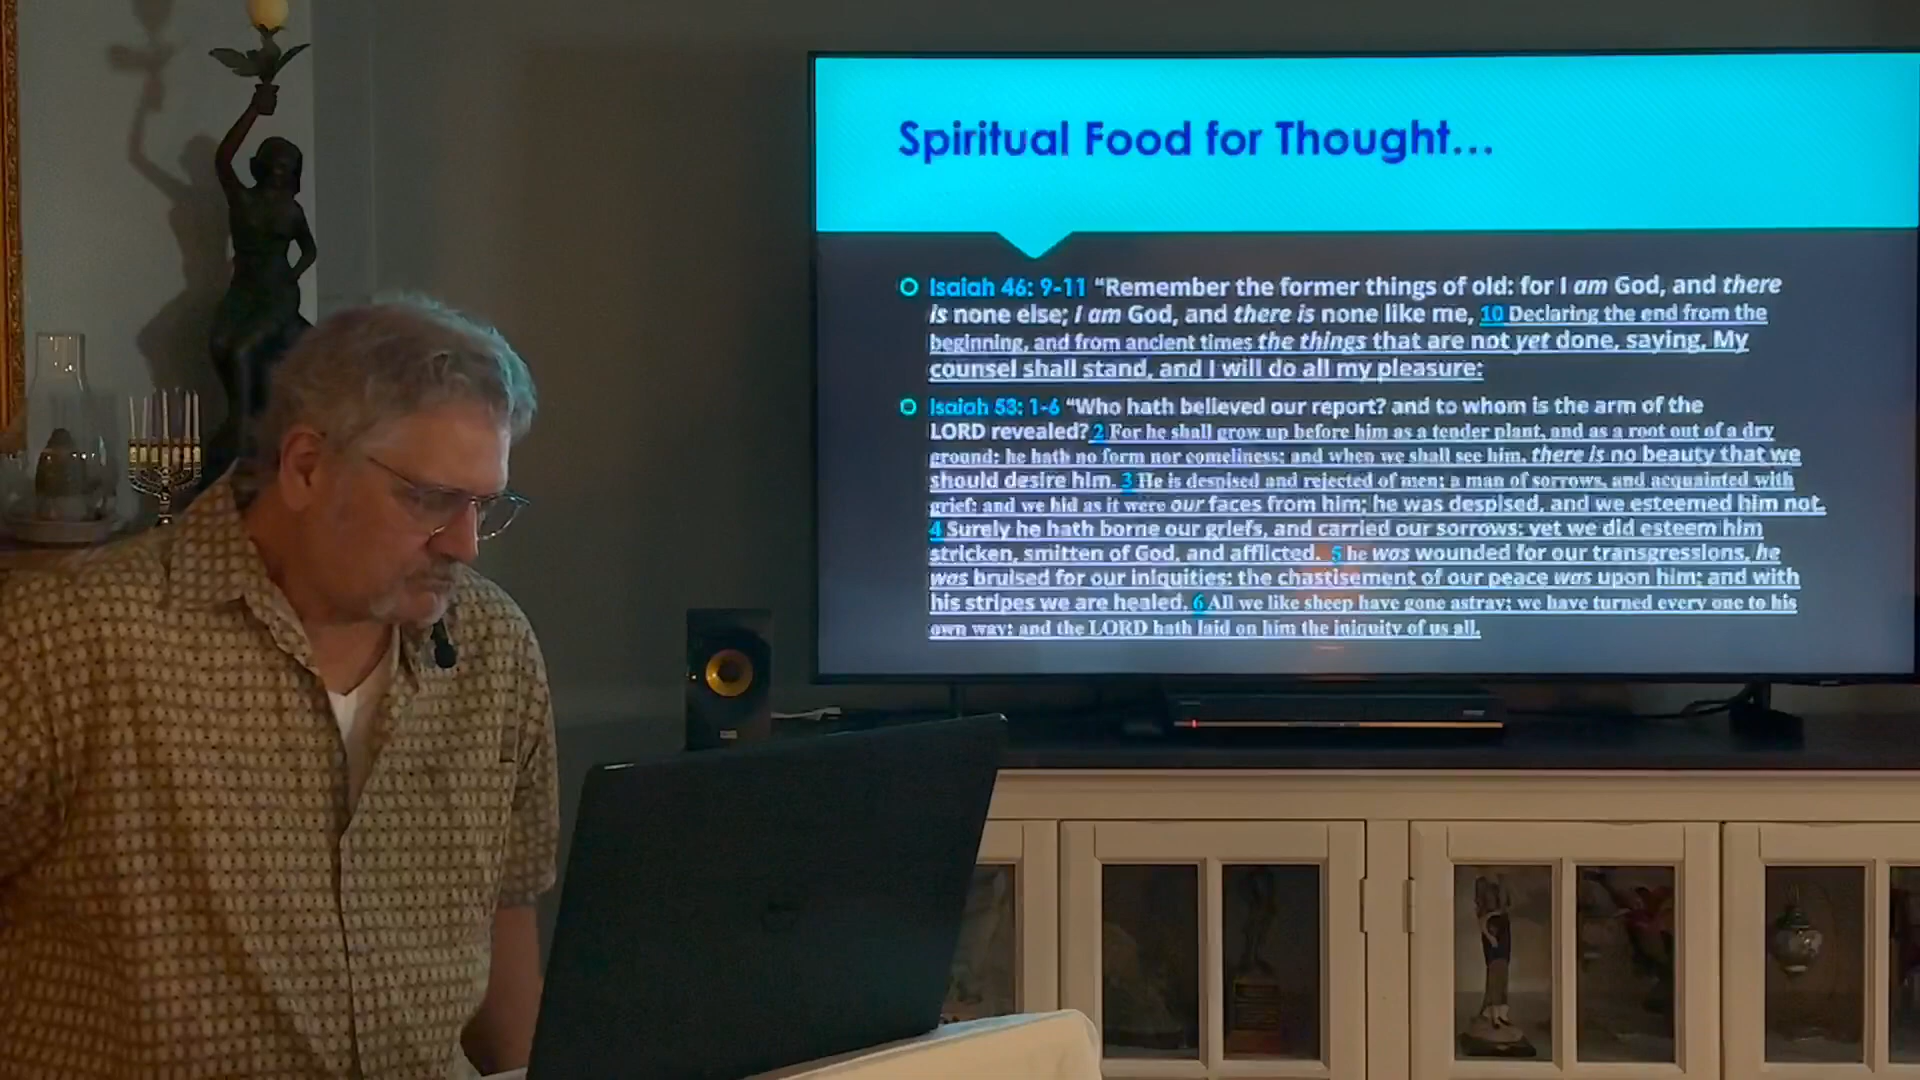 Spiritual Food for Thought...
Isaiah 46: 9-11 “Remember the former things of old: for I am God, and there
is none else; I am God, and there is none like me, 10 Declaring the end from the
beginning, and from ancient times the things that are not yet done, saying, My
counsel shall stand, and I will do all my pleasure:
Isaiah 53: 1-6 “Who hath believed our report? and to whom is the arm of the
LORD revealed? 2 For he shall grow up before him as a tender plant, and as a root out of a dry
ground; he hath no form nor comeliness; and when we shall see him, there is no beauty that we
should desire him. 3 He is despised and rejected of men; a man of sorrows, and acquainted with
grief: and we hid as it were our faces from him; he was despised, and we esteemed him not.
4 Surely he hath borne our griefs, and carried our sorrows: yet we did esteem him
stricken, smitten of God, and afflicted. 5 he was wounded for our transgressions, he
was bruised for our iniquities: the chastisement of our peace was upon him; and with
his stripes we are healed. 6 All we like sheep have gone astray; we have turned every one to his
own way; and the LORD hath laid on him the iniquity of us all.